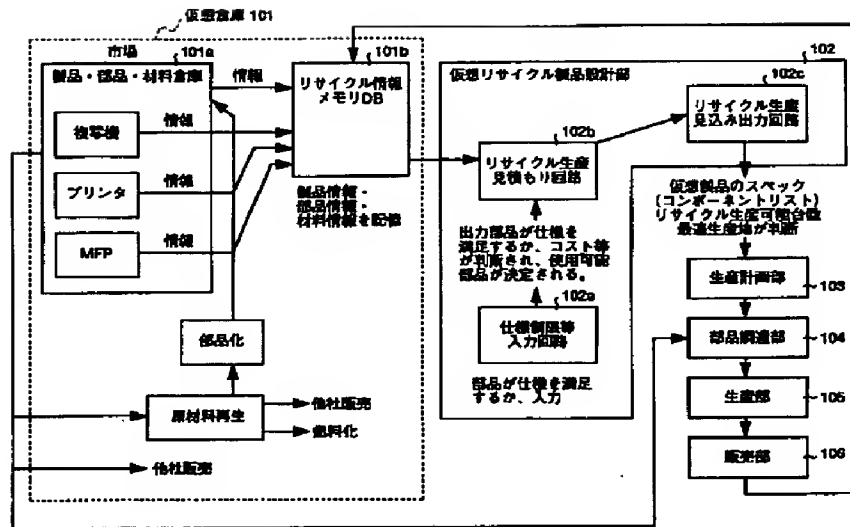 仮想倉庫 101
市場
101a
製品・部品・材料倉庫
複写機
プリンタ
MFP
情報
情報
情報
情報
101b
リサイクル情報
メモリDB
製品情報・
部品情報・
材料情報を記憶
部品化
原材料再生
他社販売
燃料化
他社販売
102
仮想リサイクル製品設計部
102b
リサイクル生産
見積もり回路
出力部品が仕様を
満足するか、コスト等
が判断され、使用可能
部品が決定される。
102a
仕様制限等
入力回路
部品が仕様を満足
するか、入力
102c
リサイクル生産
見込み出力回路
仮想製品のスペック
(コンポーネントリスト)
リサイクル生産可能台数
最適生産地が判断
生産計画部
103
部品調達部
104
生産部
105
販売部
106